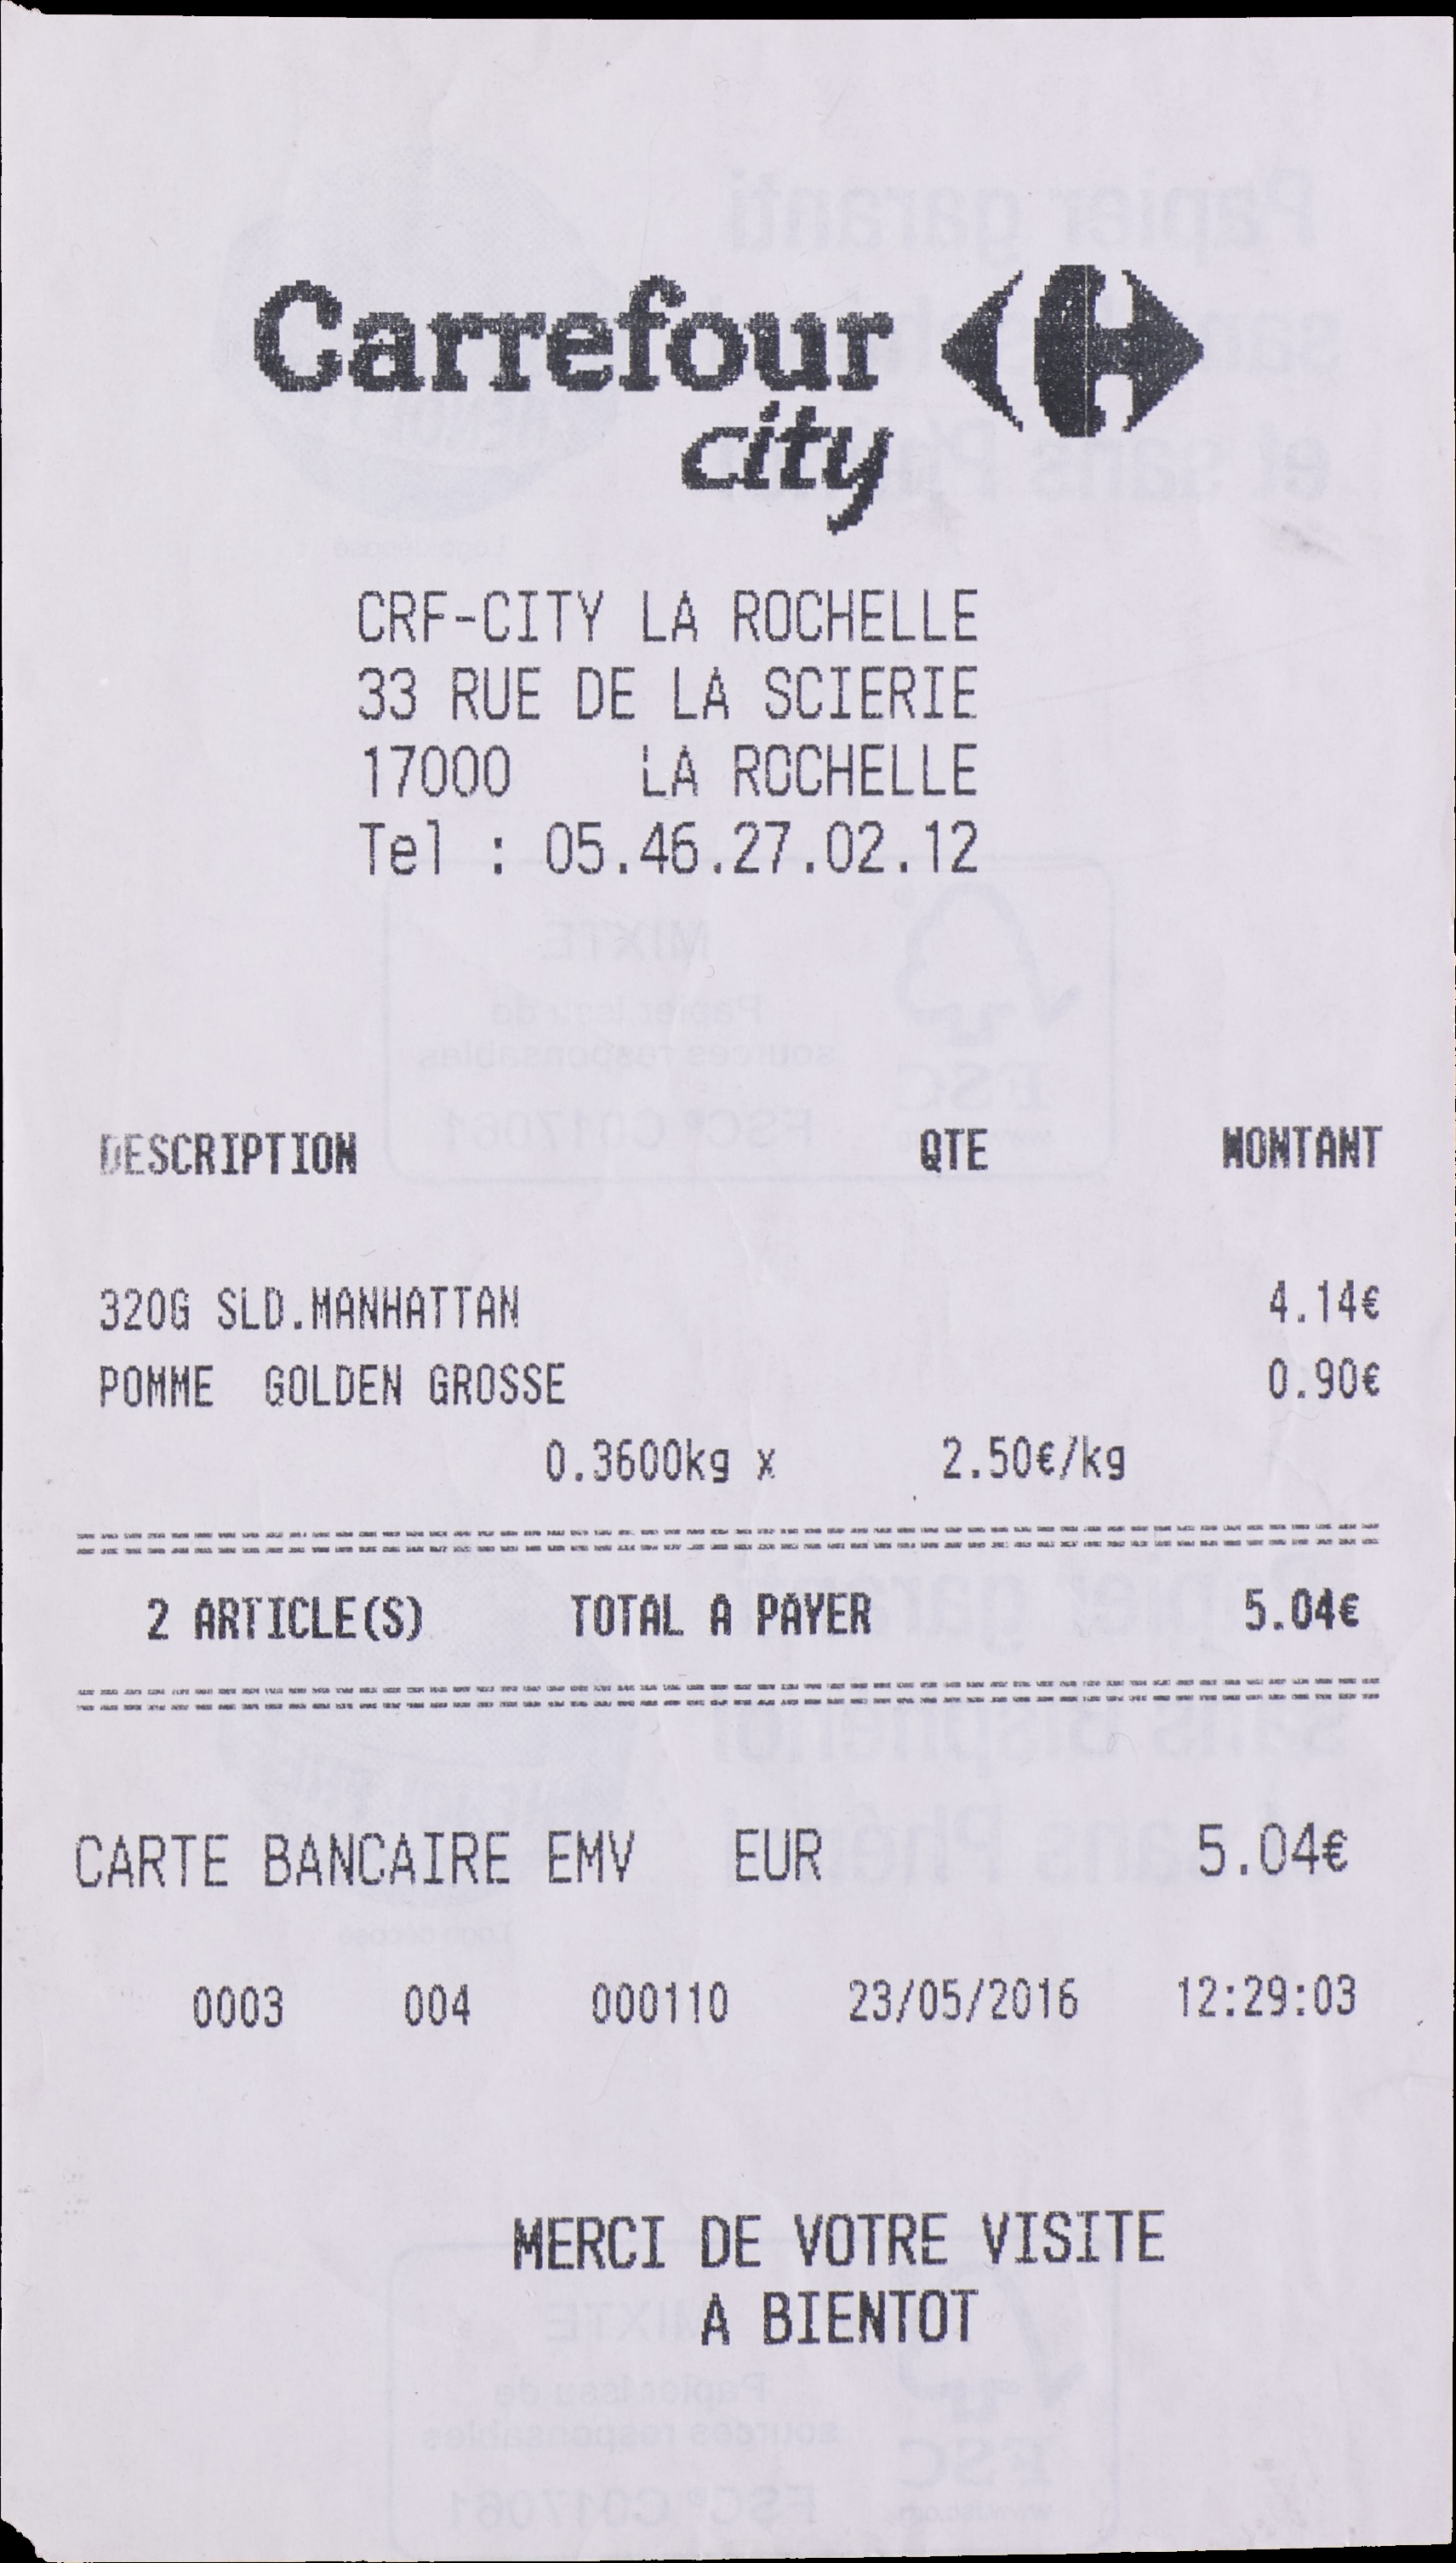 Carrefour
city
CRF-CITY LA ROCHELLE
33 RUE DE LA SCIERIE
17000 LA ROCHELLE
Tel : 05.46.27.02.12
DESCRIPTION QTE MONTANT
320G SLD.MANHATTAN 4.14€
POMME GOLDEN GROSSE 0.90€
0.3600kg x 2.50€/kg
2 ARTICLE(S) TOTAL A PAYER 5.04€
CARTE BANCAIRE EMV EUR 5.04€
0003 004 000110 23/05/2016 12:29:03
MERCI DE VOTRE VISITE
A BIENTOT